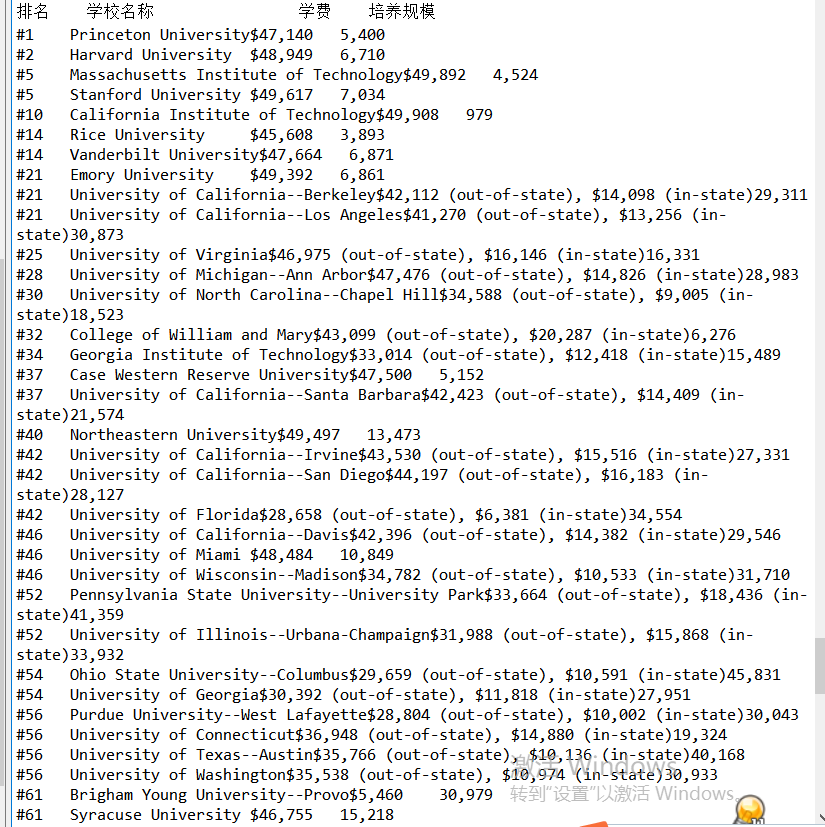 排名 学校名称 学费 培养规模
#1 Princeton University$47,140 5,400
#2 Harvard University $48,949 6,710
#5 Massachusetts Institute of Technology$49,892 4,524
#5 Stanford University $49,617 7,034
#10 California Institute of Technology$49,908 979
#14 Rice University $45,608 3,893
#14 Vanderbilt University$47,664 6,871
#21 Emory University $49,392 6,861
#21 University of California--Berkeley$42,112 (out-of-state), $14,098 (in-state)29,311
#21 University of California--Los Angeles$41,270 (out-of-state), $13,256 (in-
state)30,873
#25 University of Virginia$46,975 (out-of-state), $16,146 (in-state)16,331
#28 University of Michigan--Ann Arbor$47,476 (out-of-state), $14,826 (in-state)28,983
#30 University of North Carolina--Chapel Hill$34,588 (out-of-state), $9,005 (in-
state)18,523
#32 College of William and Mary$43,099 (out-of-state), $20,287 (in-state)6,276
#34 Georgia Institute of Technology$33,014 (out-of-state), $12,418 (in-state)15,489
#37 Case Western Reserve University$47,500 5,152
#37 University of California--Santa Barbara$42,423 (out-of-state), $14,409 (in-
state)21,574
#40 Northeastern University$49,497 13,473
#42 University of California--Irvine$43,530 (out-of-state), $15,516 (in-state)27,331
#42 University of California--San Diego$44,197 (out-of-state), $16,183 (in-
state)28,127
#42 University of Florida$28,658 (out-of-state), $6,381 (in-state)34,554
#46 University of California--Davis$42,396 (out-of-state), $14,382 (in-state)29,546
#46 University of Miami $48,484 10,849
#46 University of Wisconsin--Madison$34,782 (out-of-state), $10,533 (in-state)31,710
#52 Pennsylvania State University--University Park$33,664 (out-of-state), $18,436 (in-
state)41,359
#52 University of Illinois--Urbana-Champaign$31,988 (out-of-state), $15,868 (in-
state)33,932
#54 Ohio State University--Columbus$29,659 (out-of-state), $10,591 (in-state)45,831
#54 University of Georgia$30,392 (out-of-state), $11,818 (in-state)27,951
#56 Purdue University--West Lafayette$28,804 (out-of-state), $10,002 (in-state)30,043
#56 University of Connecticut$36,948 (out-of-state), $14,880 (in-state)19,324
#56 University of Texas--Austin$35,766 (out-of-state), $10,136 (in-state)40,168
#56 University of Washington$35,538 (out-of-state), $10,974 (in-state)30,933
#61 Brigham Young University--Provo$5,460 30,979
#61 Syracuse University $46,755 15,218
激活 Windows
转到"设置"以激活 Windows。